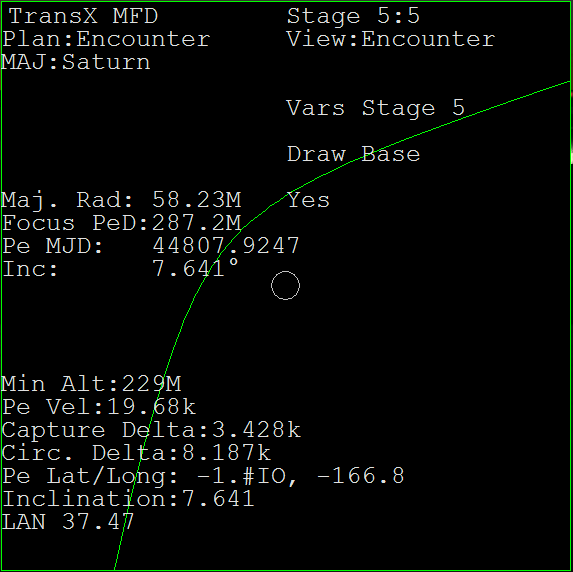 TransX MFD
Stage 5:5
Plan:Encounter
View:Encounter
MAJ:Saturn
Vars Stage 5
Draw Base
Maj. Rad: 58.23M
Yes
Focus PeD:287.2M
Pe MJD: 44807.9247
Inc: 7.641°
Min Alt:229M
Pe Vel:19.68k
Capture Delta:3.428k
Circ. Delta:8.187k
Pe Lat/Long: -1.#IO, -166.8
Inclination:7.641
LAN 37.47